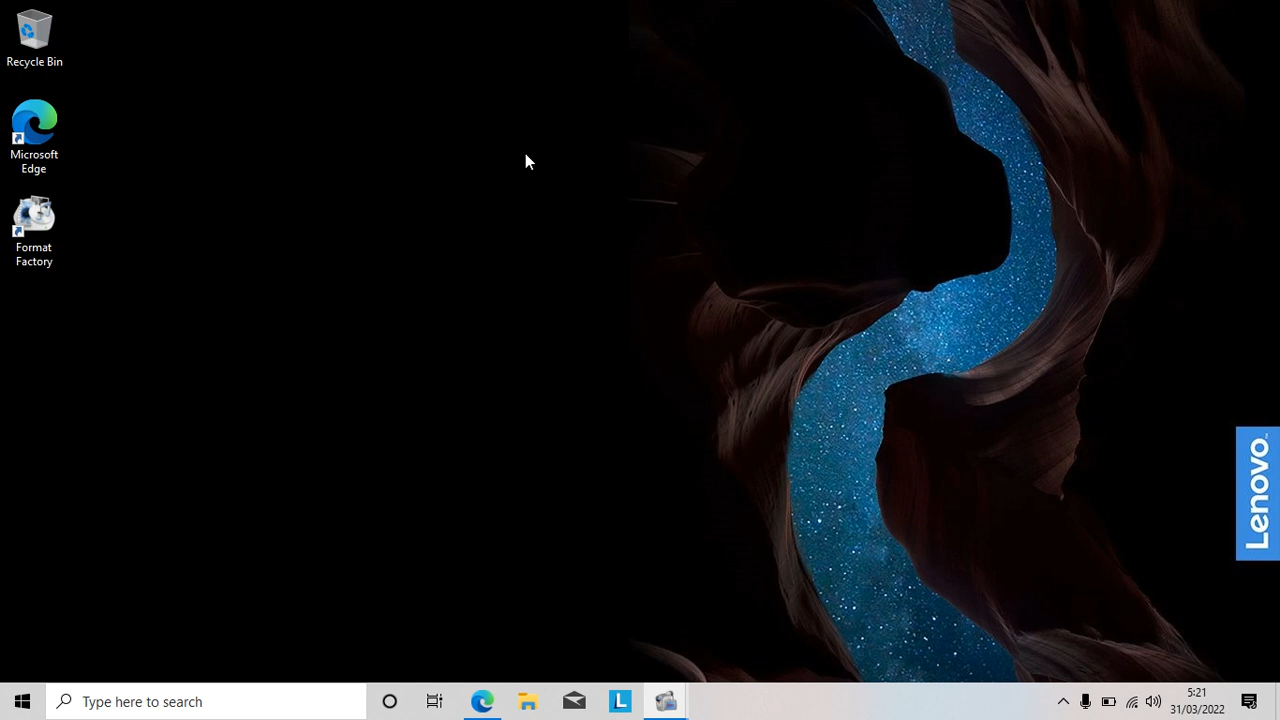 Recycle Bin
Microsoft
Edge
Format
Factory
Lenovo
L
Type here to search
5:21
31/03/2022